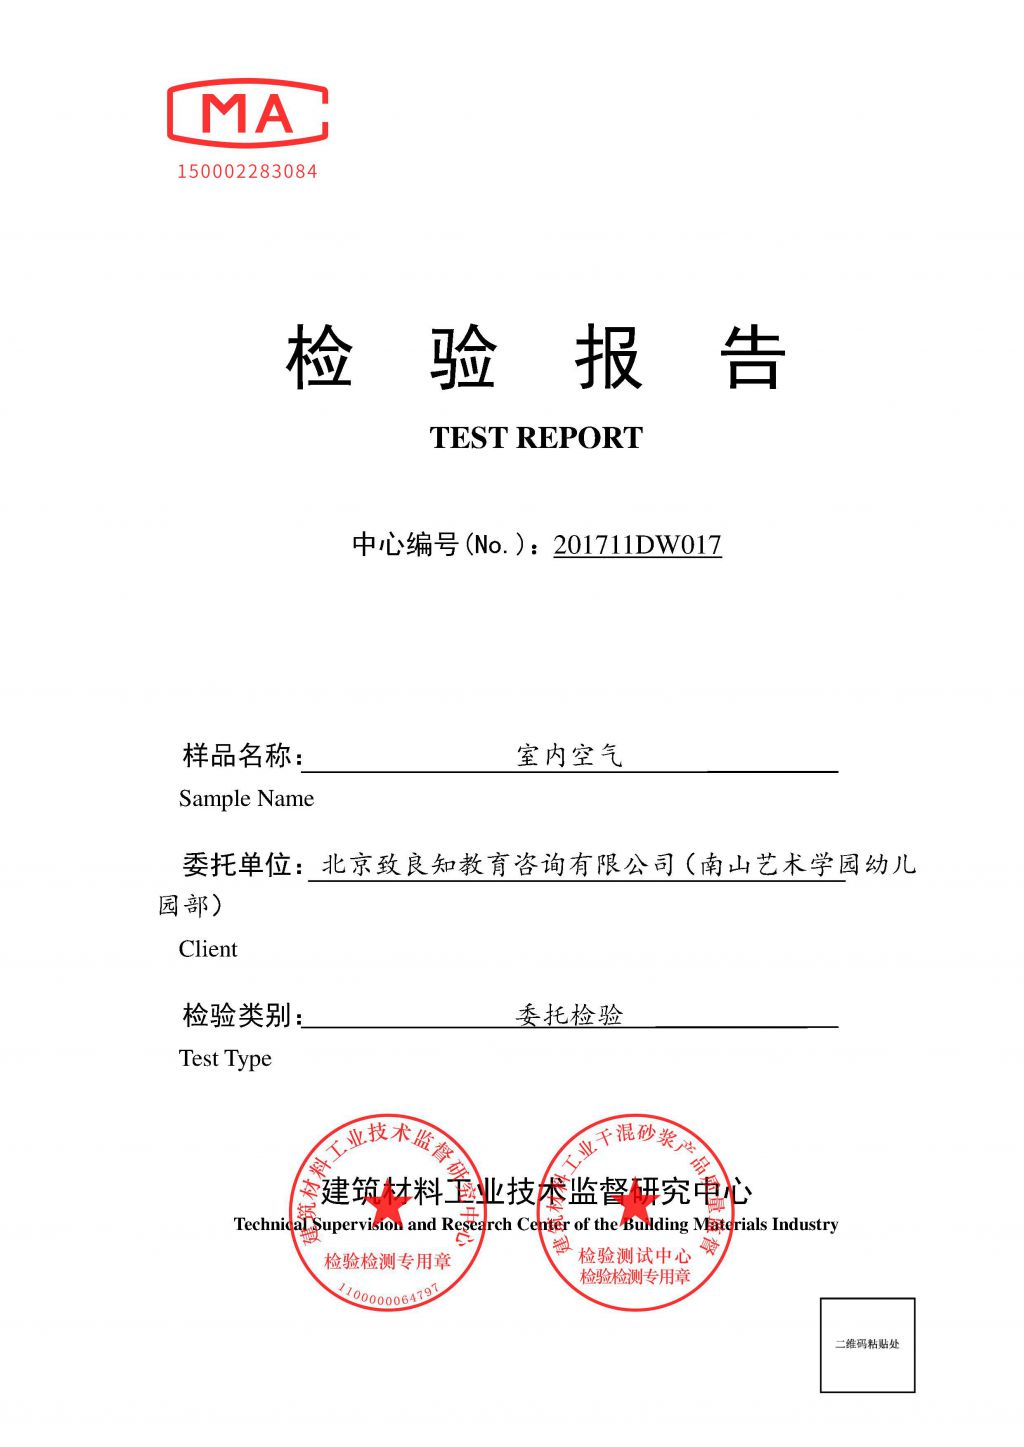 MA
150002283084
检 验 报 告
TEST REPORT
中心编号(No.)：201711DW017
样品名称： 室内空气
Sample Name
委托单位：北京致良知教育咨询有限公司（南山艺术学园幼儿
园部）
Client
检验类别： 委托检验
Test Type
建筑材料工业技术监督研究中心
Technical Supervision and Research Center of the Building Materials Industry
建筑材料工业技术监督研究中心
检验检测专用章
1100000064797
建筑材料工业干混砂浆产品质量监督
检验测试中心
检验检测专用章
二维码粘贴处